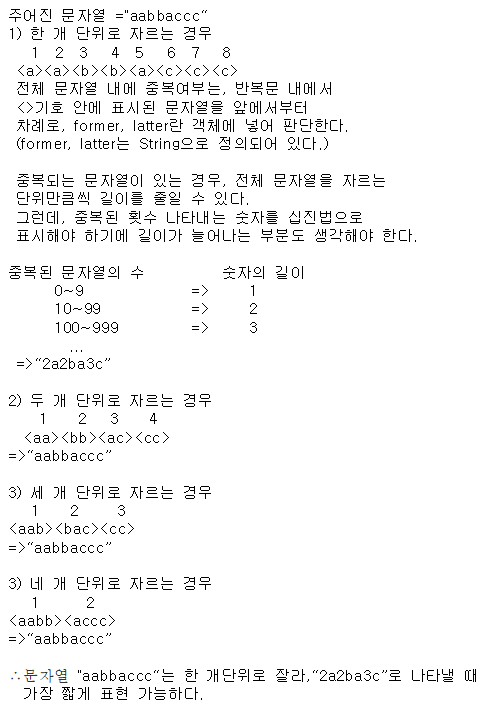 주어진 문자열 ="aabbaccc“
1) 한 개 단위로 자르는 경우
1 2 3 4 5 6 7 8
<a><a><b><b><a><c><c><c>
전체 문자열 내에 중복여부는, 반복문 내에서
<>기호 안에 표시된 문자열을 앞에서부터
차례로, former, latter란 객체에 넣어 판단한다.
(former, latter는 String으로 정의되어 있다.)
중복되는 문자열이 있는 경우, 전체 문자열을 자르는
단위만큼씩 길이를 줄일 수 있다.
그런데, 중복된 횟수 나타내는 숫자를 십진법으로
표시해야 하기에 길이가 늘어나는 부분도 생각해야 한다.
중복된 문자열의 수 숫자의 길이
0~9 => 1
10~99 => 2
100~999 => 3
...
=>“2a2ba3c”
2) 두 개 단위로 자르는 경우
1 2 3 4
<aa><bb><ac><cc>
=>“aabbaccc”
3) 세 개 단위로 자르는 경우
1 2 3
<aab><bac><cc>
=>“aabbaccc”
3) 네 개 단위로 자르는 경우
1 2
<aabb><accc>
=>“aabbaccc”
∴문자열 "aabbaccc“는 한 개단위로 잘라,“2a2ba3c”로 나타낼 때
가장 짧게 표현 가능하다.